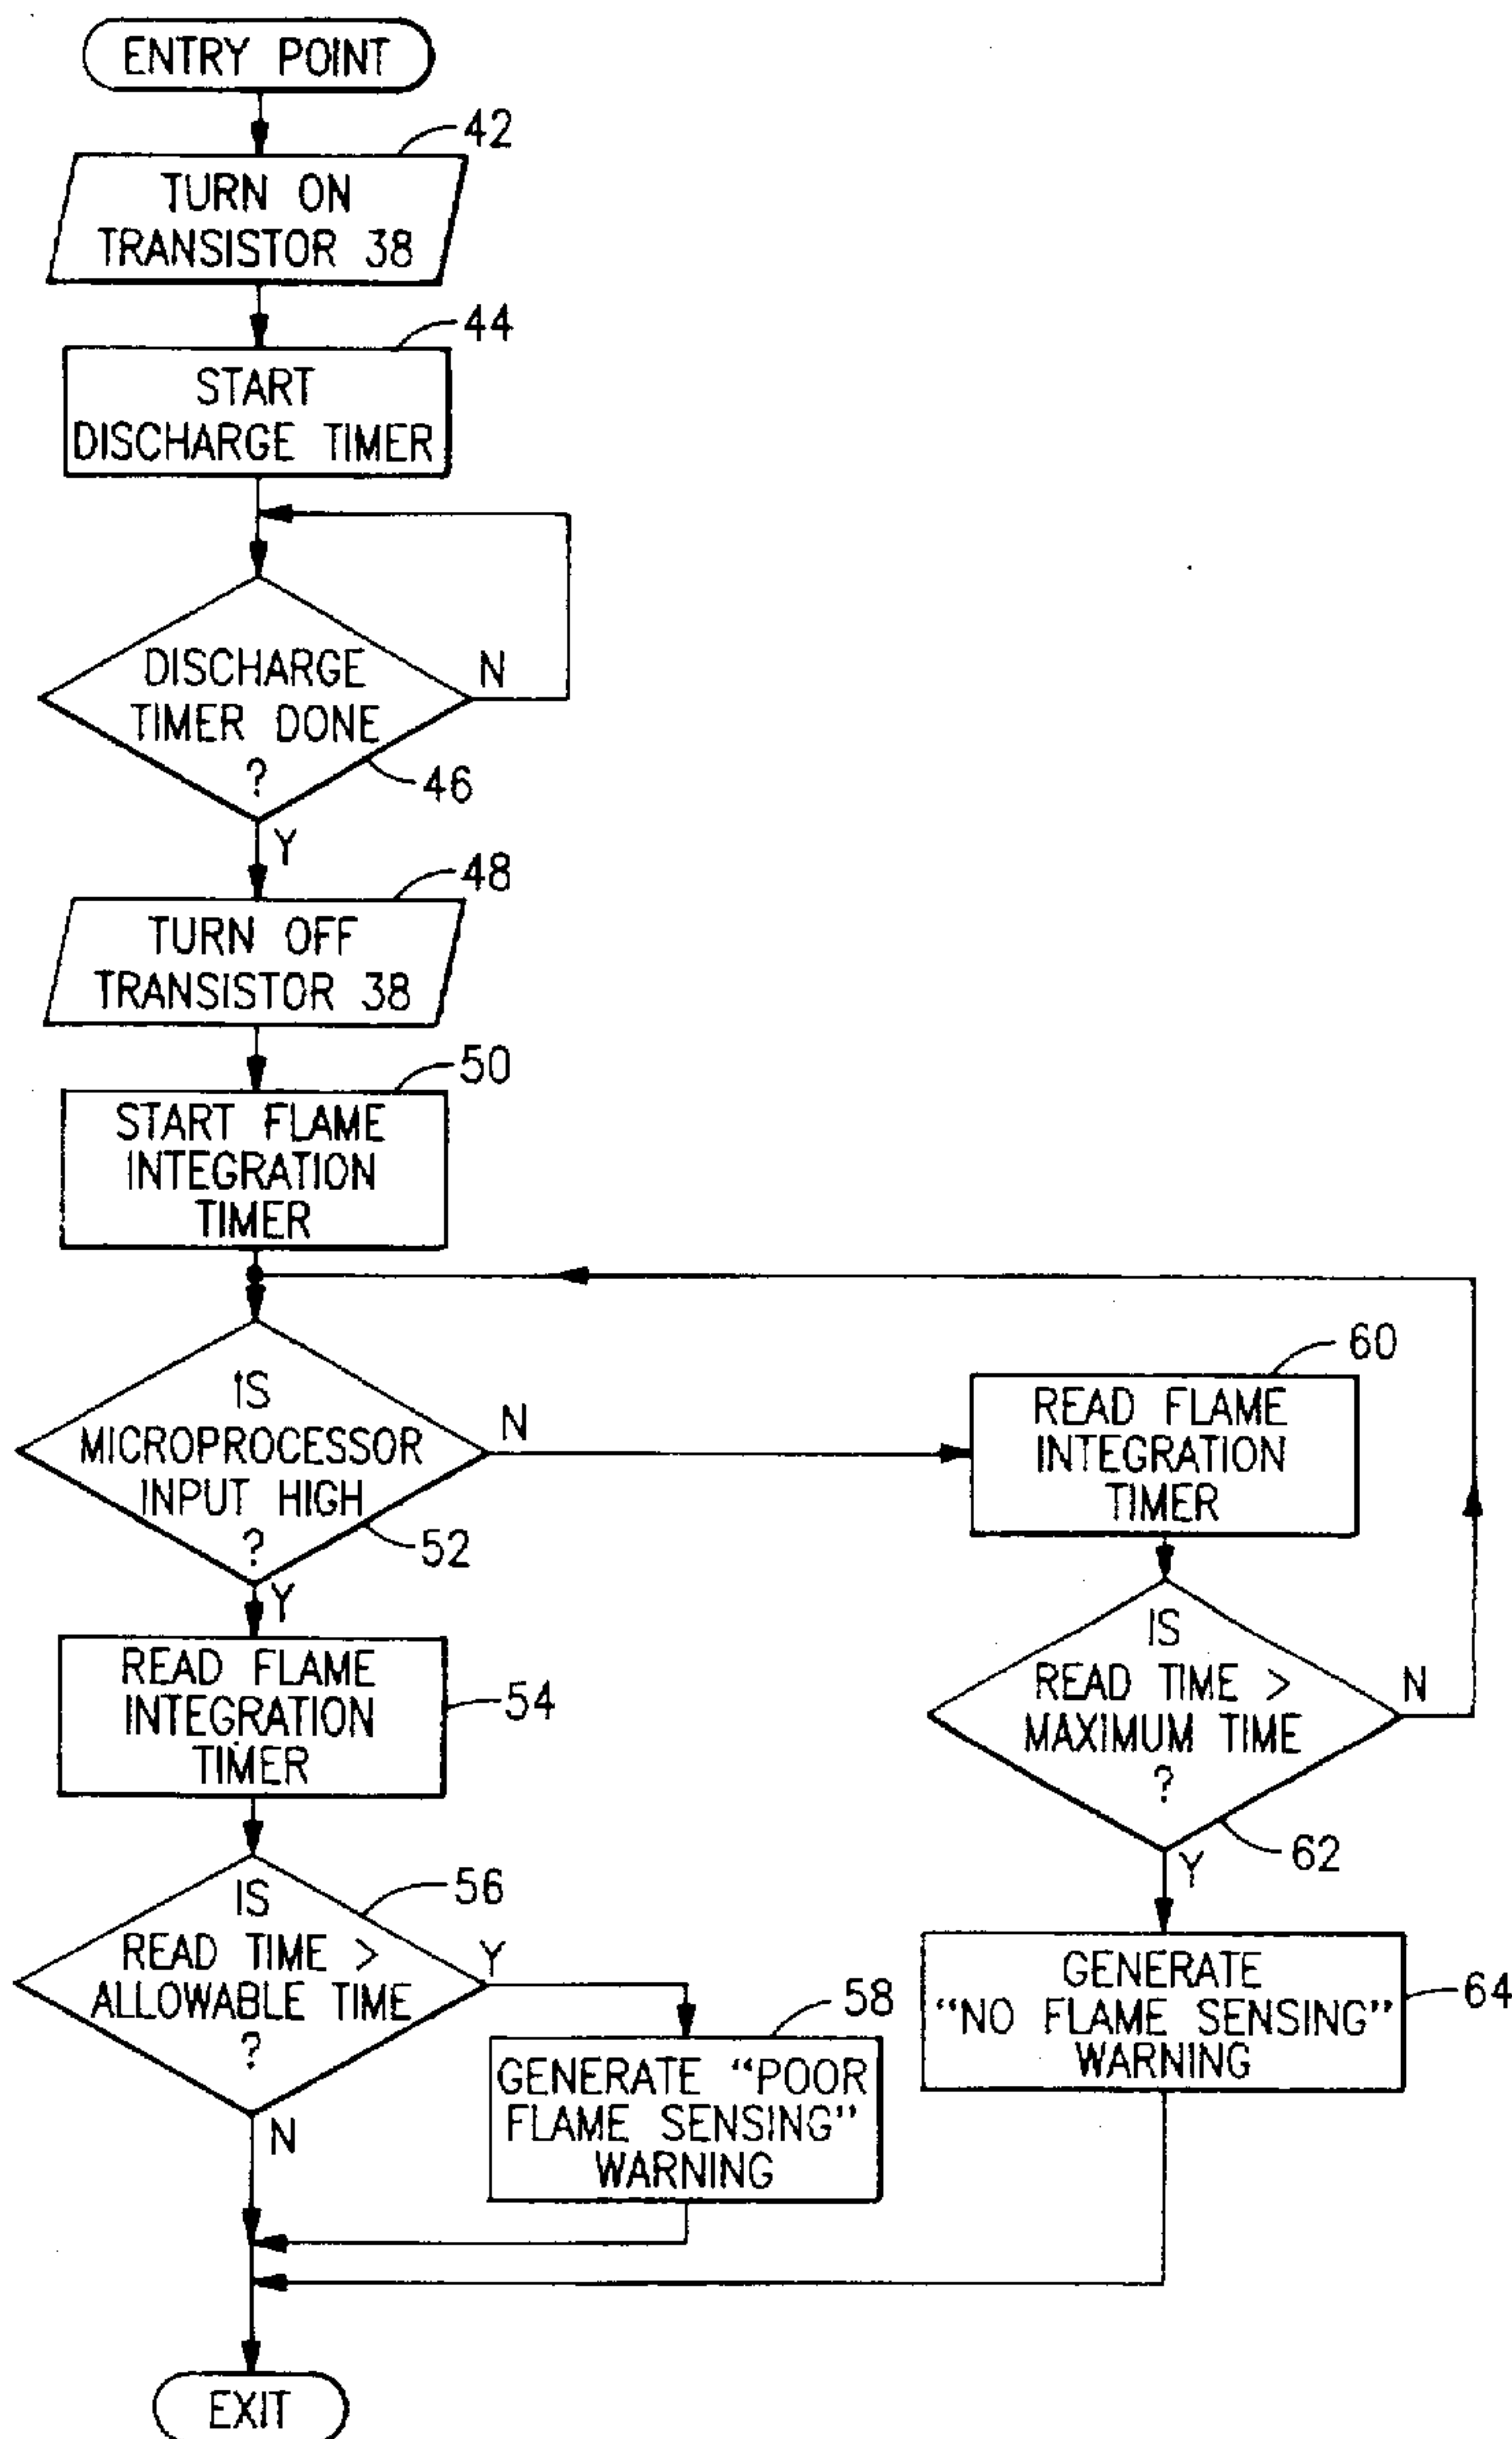 ENTRY POINT
42
TURN ON
TRANSISTOR 38
44
START
DISCHARGE TIMER
DISCHARGE
TIMER DONE
?
N
46
Y
48
TURN OFF
TRANSISTOR 38
50
START FLAME
INTEGRATION
TIMER
IS
MICROPROCESSOR
INPUT HIGH
?
N
52
Y
60
READ FLAME
INTEGRATION
TIMER
READ FLAME
INTEGRATION
TIMER
54
IS
READ TIME >
MAXIMUM TIME
?
N
62
Y
IS
READ TIME >
ALLOWABLE TIME
?
56
Y
N
58
GENERATE "POOR
FLAME SENSING"
WARNING
GENERATE
"NO FLAME SENSING"
WARNING
64
EXIT